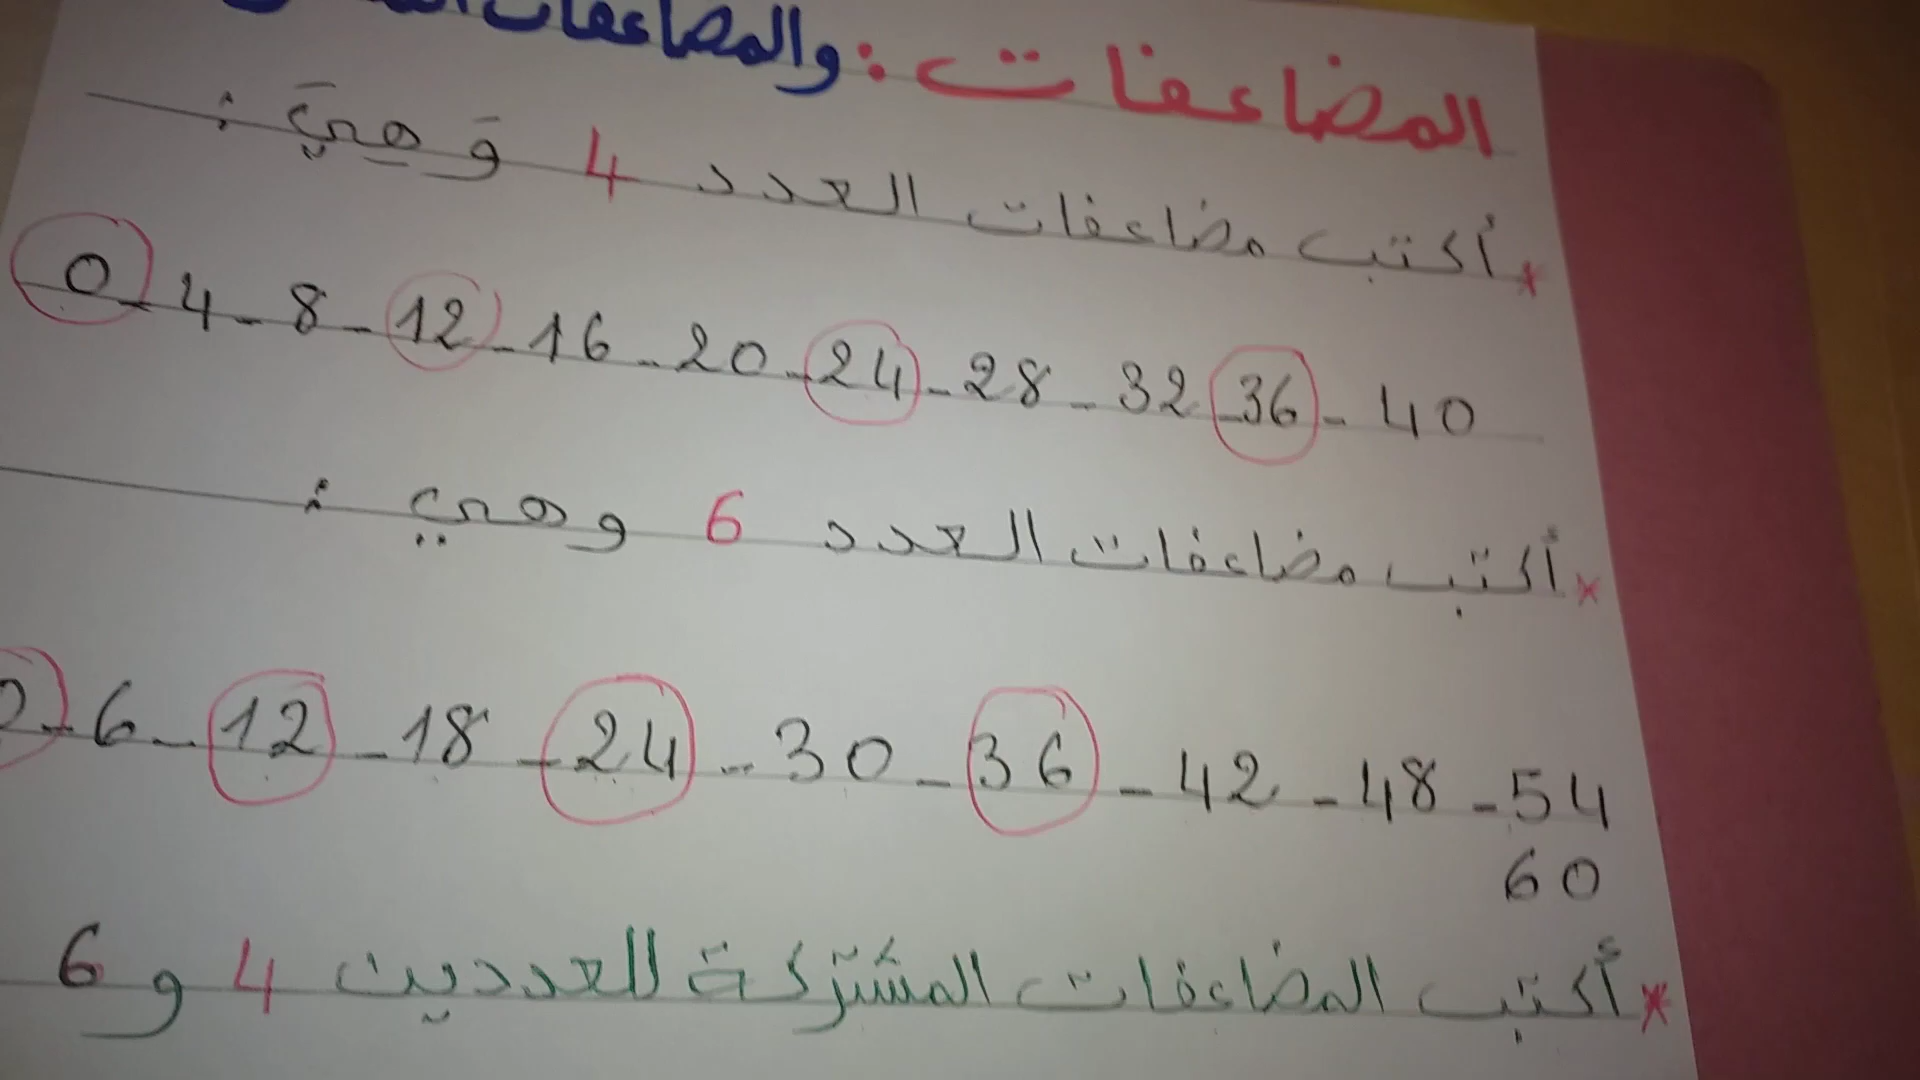 المضاعفات : والمضاعفات
* أكتب مضاعفات العدد 4 وَ هِيَ :
0 - 4 - 8 - 12 - 16 - 20 - 24 - 28 - 32 - 36 - 40
* أكتب مضاعفات العدد 6 وهي :
0 - 6 - 12 - 18 - 24 - 30 - 36 - 42 - 48 - 54
60
* أكتب المضاعفات المشتركة للعددين 4 و 6